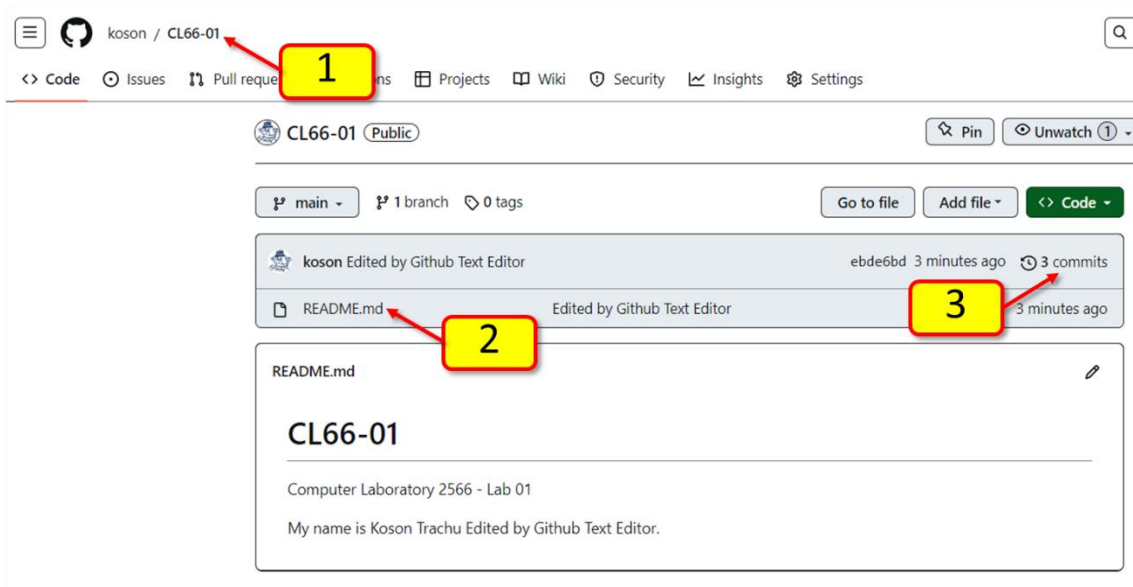 koson / CL66-01
1
Code Issues Pull reque ns Projects Wiki Security Insights Settings
CL66-01 Public Pin Unwatch 1
main 1 branch 0 tags Go to file Add file <> Code
koson Edited by Github Text Editor ebde6bd 3 minutes ago 3 commits
README.md Edited by Github Text Editor 3 minutes ago
2
3
README.md
CL66-01
Computer Laboratory 2566 - Lab 01
My name is Koson Trachu Edited by Github Text Editor.